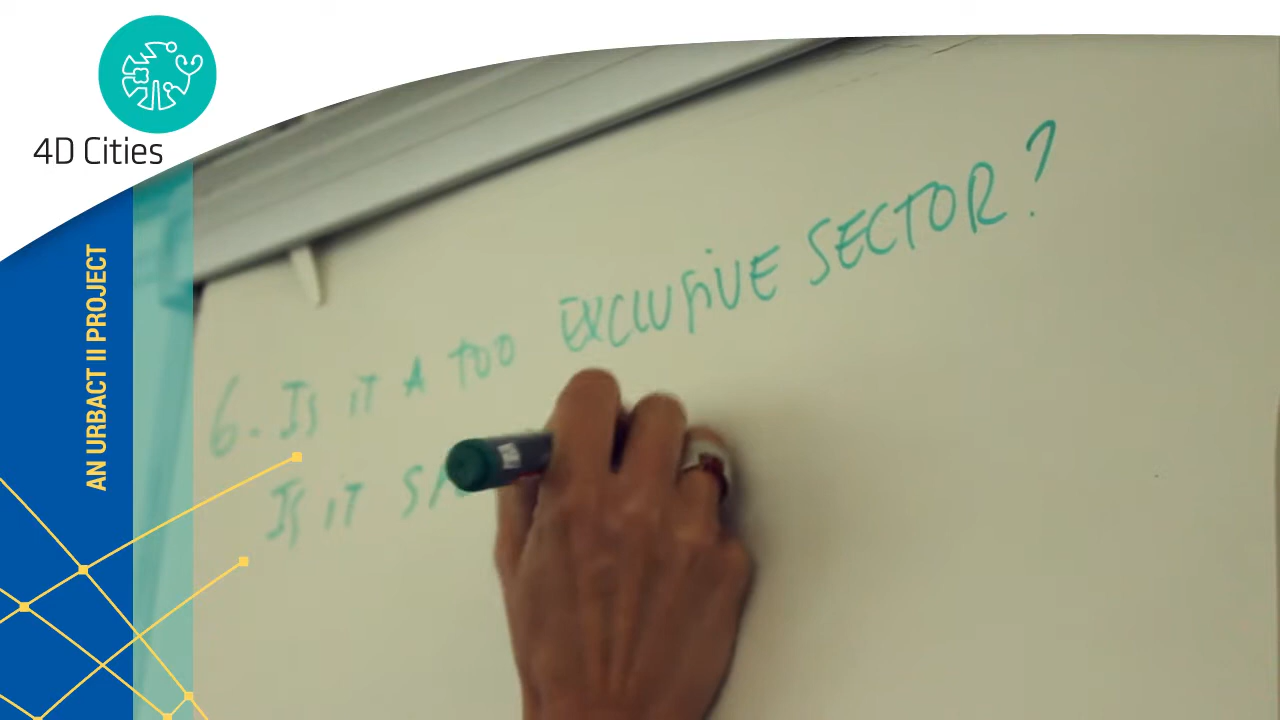 4D Cities
AN URBACT II PROJECT
6. IS IT A TOO EXCLUSIVE SECTOR?
IS IT